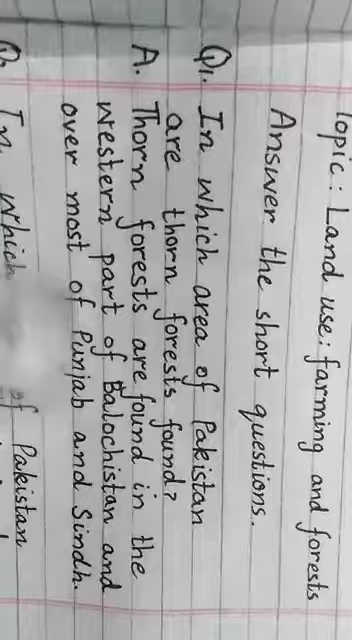 Topic: Land use: farming and forests
Answer the short questions.
Q1. In which area of Pakistan
are thorn forests found?
A. Thorn forests are found in the
western part of Balochistan and
over most of Punjab and Sindh.
Q. In which of Pakistan